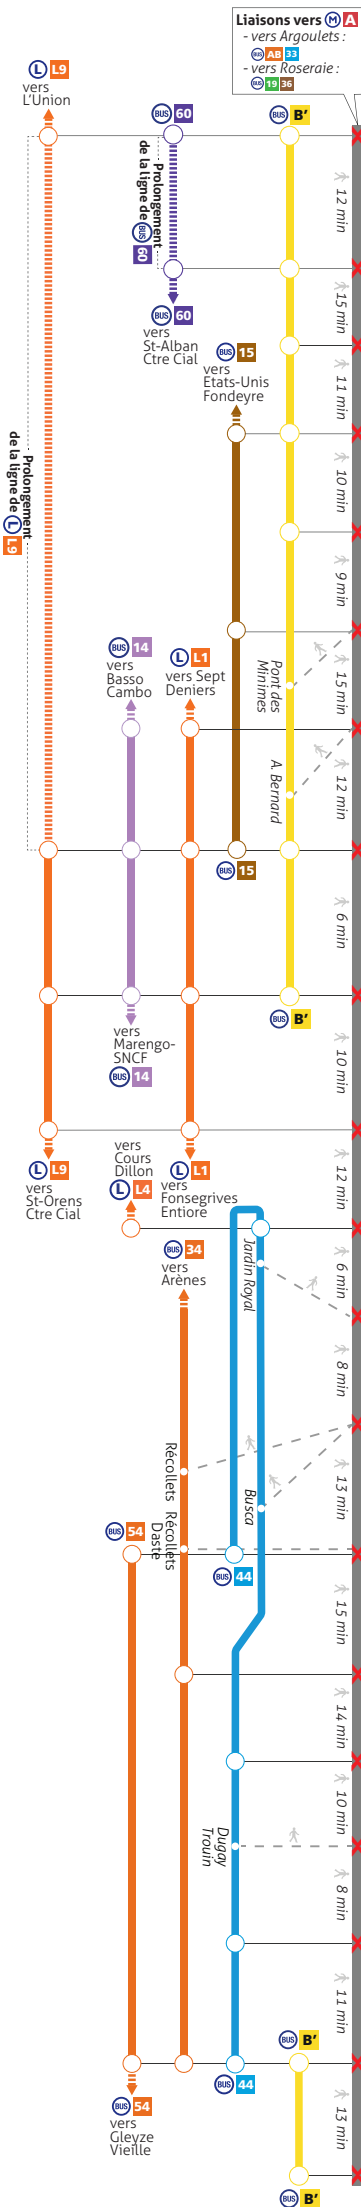 Liaisons vers M A
- vers Argoulets :
BUS AB 33
- vers Roseraie :
BUS 19 36
L L9
vers
L'Union
BUS 60
BUS B'
12 min
Prolongement
de la ligne de BUS 60
15 min
BUS 60
vers
St-Alban
Ctre Cial
11 min
BUS 15
vers
Etats-Unis
Fondeyre
10 min
Prolongement
de la ligne de L L9
9 min
BUS 14
vers
Basso
Cambo
L L1
vers Sept
Deniers
Pont des
Minimes
15 min
A. Bernard
12 min
BUS 15
6 min
BUS B'
vers
Marengo-
SNCF
BUS 14
10 min
L L9
vers
St-Orens
Ctre Cial
vers
Cours
Dillon
L L4
L L1
vers
Fonsegrives
Entiore
12 min
BUS 34
vers
Arènes
Jardin Royal
6 min
8 min
Récollets
Busca
13 min
BUS 54
Récollets
Daste
BUS 44
15 min
14 min
Dugay
Trouin
10 min
8 min
11 min
BUS B'
BUS 44
BUS 54
vers
Gleyze
Vieille
13 min
BUS B'